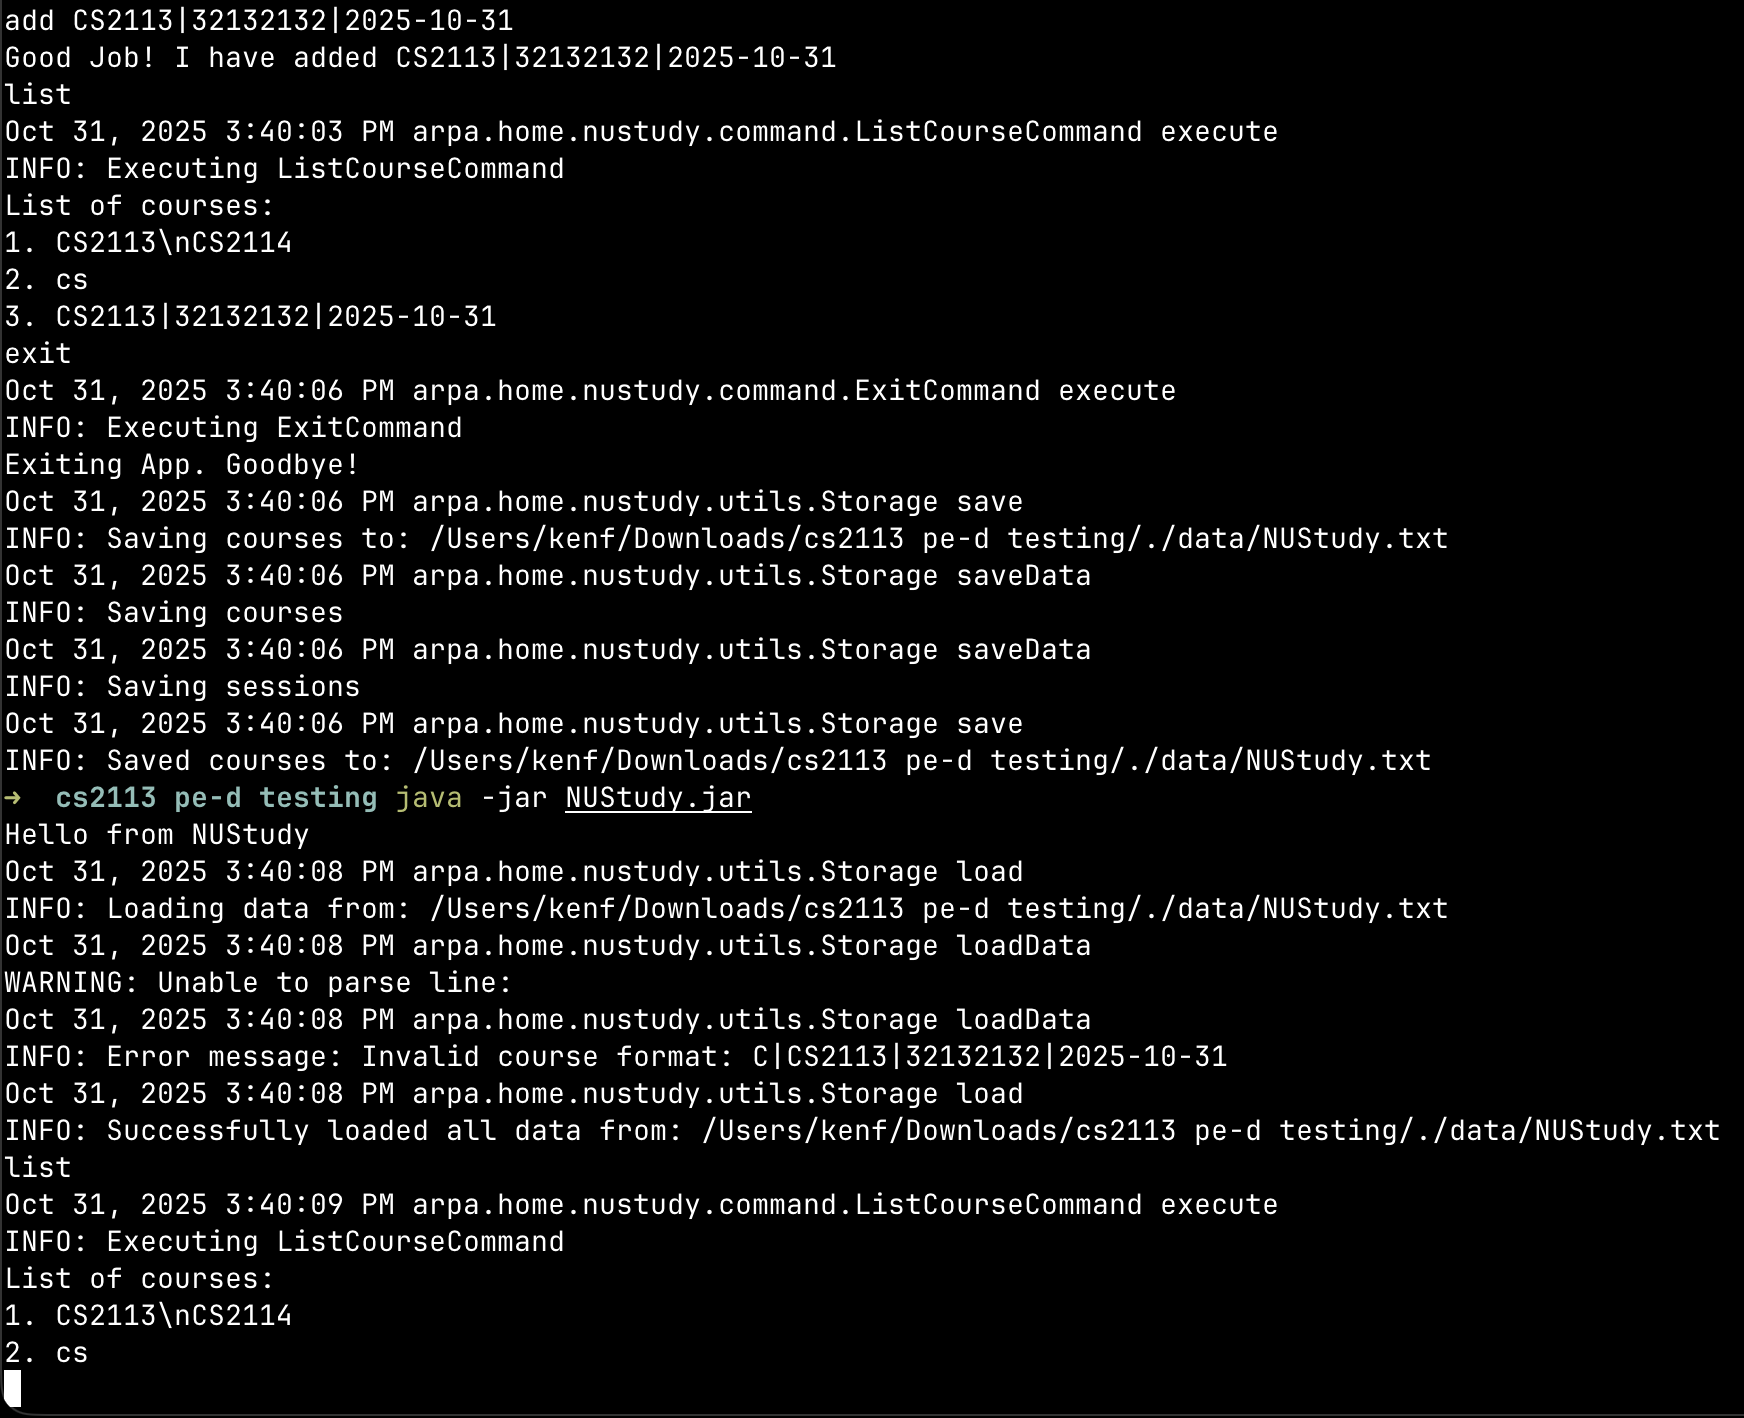 add CS2113|32132132|2025-10-31
Good Job! I have added CS2113|32132132|2025-10-31
list
Oct 31, 2025 3:40:03 PM arpa.home.nustudy.command.ListCourseCommand execute
INFO: Executing ListCourseCommand
List of courses:
1. CS2113\nCS2114
2. cs
3. CS2113|32132132|2025-10-31
exit
Oct 31, 2025 3:40:06 PM arpa.home.nustudy.command.ExitCommand execute
INFO: Executing ExitCommand
Exiting App. Goodbye!
Oct 31, 2025 3:40:06 PM arpa.home.nustudy.utils.Storage save
INFO: Saving courses to: /Users/kenf/Downloads/cs2113 pe-d testing/./data/NUStudy.txt
Oct 31, 2025 3:40:06 PM arpa.home.nustudy.utils.Storage saveData
INFO: Saving courses
Oct 31, 2025 3:40:06 PM arpa.home.nustudy.utils.Storage saveData
INFO: Saving sessions
Oct 31, 2025 3:40:06 PM arpa.home.nustudy.utils.Storage save
INFO: Saved courses to: /Users/kenf/Downloads/cs2113 pe-d testing/./data/NUStudy.txt
➜  cs2113 pe-d testing java -jar NUStudy.jar
Hello from NUStudy
Oct 31, 2025 3:40:08 PM arpa.home.nustudy.utils.Storage load
INFO: Loading data from: /Users/kenf/Downloads/cs2113 pe-d testing/./data/NUStudy.txt
Oct 31, 2025 3:40:08 PM arpa.home.nustudy.utils.Storage loadData
WARNING: Unable to parse line:
Oct 31, 2025 3:40:08 PM arpa.home.nustudy.utils.Storage loadData
INFO: Error message: Invalid course format: C|CS2113|32132132|2025-10-31
Oct 31, 2025 3:40:08 PM arpa.home.nustudy.utils.Storage load
INFO: Successfully loaded all data from: /Users/kenf/Downloads/cs2113 pe-d testing/./data/NUStudy.txt
list
Oct 31, 2025 3:40:09 PM arpa.home.nustudy.command.ListCourseCommand execute
INFO: Executing ListCourseCommand
List of courses:
1. CS2113\nCS2114
2. cs